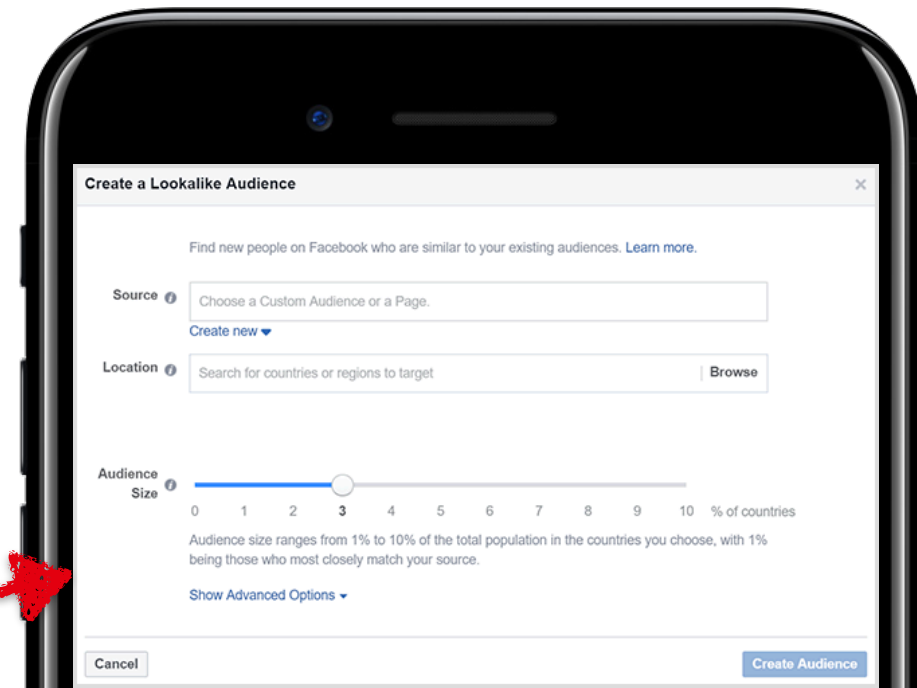 Create a Lookalike Audience
Find new people on Facebook who are similar to your existing audiences. Learn more.
Source
Choose a Custom Audience or a Page.
Create new
Location
Search for countries or regions to target
Browse
Audience
Size
0 1 2 3 4 5 6 7 8 9 10 % of countries
Audience size ranges from 1% to 10% of the total population in the countries you choose, with 1%
being those who most closely match your source.
Show Advanced Options
Cancel
Create Audience